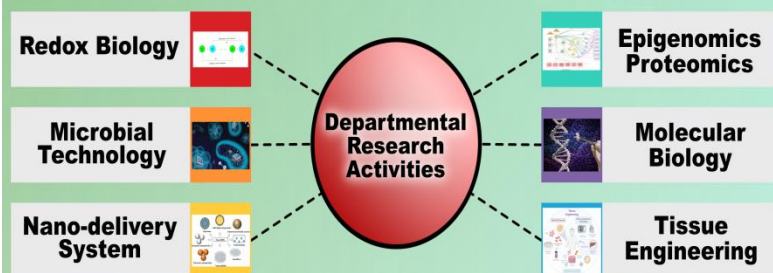 Redox Biology
Microbial
Technology
Nano-delivery
System
Departmental
Research
Activities
Epigenomics
Proteomics
Molecular
Biology
Tissue
Engineering